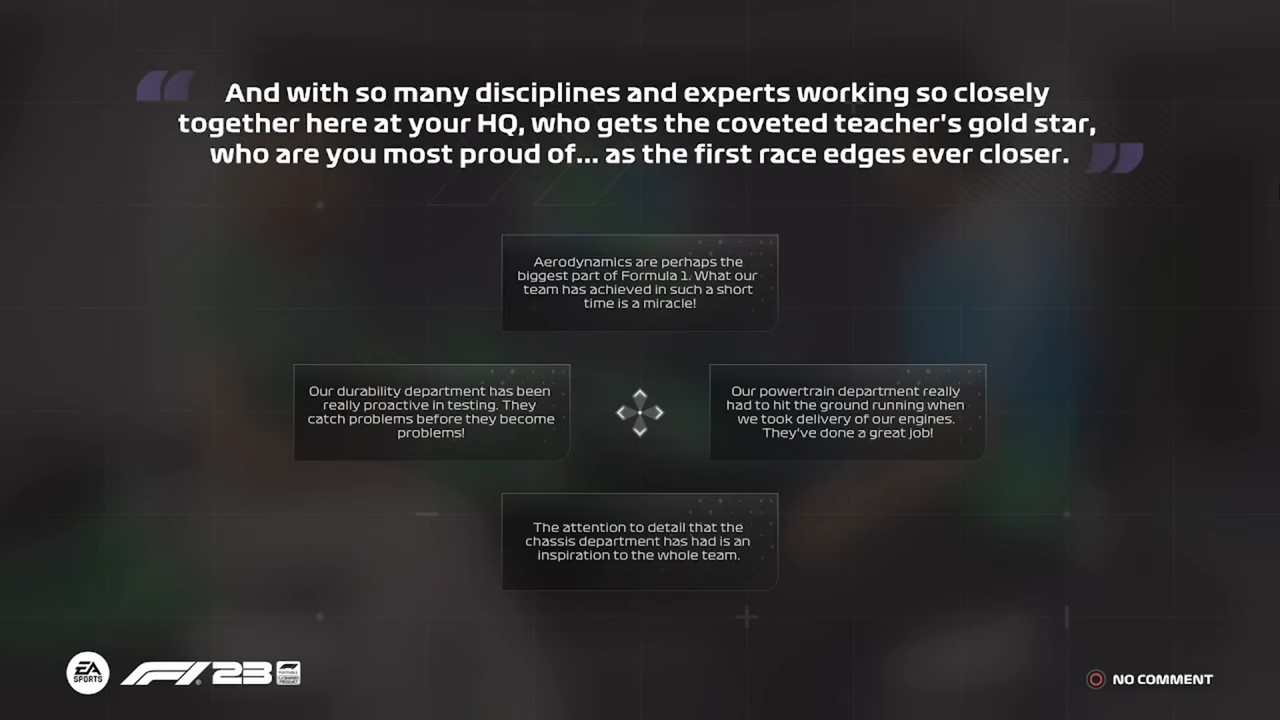 And with so many disciplines and experts working so closely
together here at your HQ, who gets the coveted teacher's gold star,
who are you most proud of... as the first race edges ever closer.
Aerodynamics are perhaps the
biggest part of Formula 1. What our
team has achieved in such a short
time is a miracle!
Our durability department has been
really proactive in testing. They
catch problems before they become
problems!
Our powertrain department really
had to hit the ground running when
we took delivery of our engines.
They've done a great job!
The attention to detail that the
chassis department has had is an
inspiration to the whole team.
EA
SPORTS
F1 23
NO COMMENT